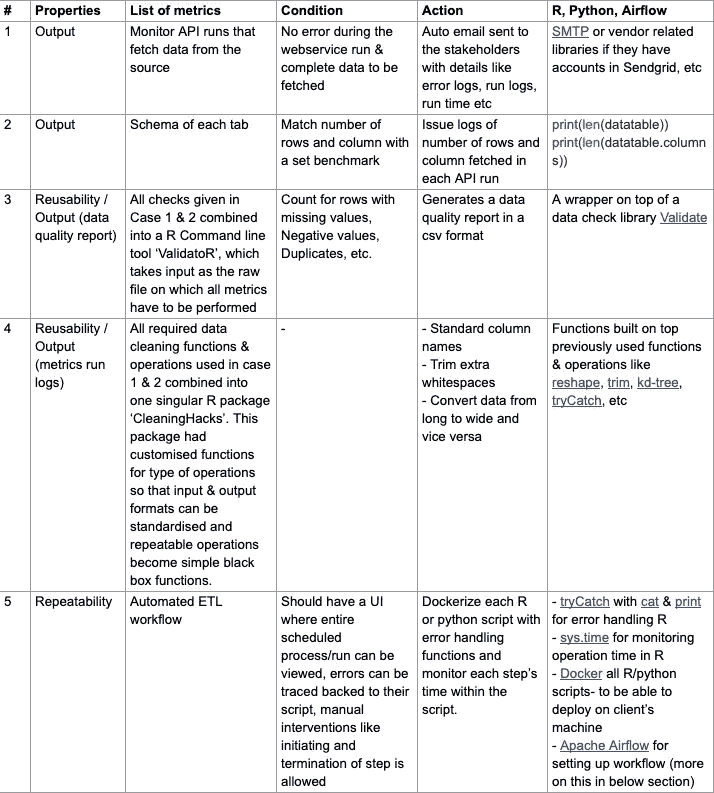 # Properties List of metrics Condition Action R, Python, Airflow
1 Output Monitor API runs that
fetch data from the
source
No error during the
webservice run &
complete data to be
fetched
Auto email sent to
the stakeholders
with details like
error logs, run logs,
run time etc
SMTP or vendor related
libraries if they have
accounts in Sendgrid, etc
2 Output Schema of each tab
Match number of
rows and column with
a set benchmark
Issue logs of
number of rows and
column fetched in
each API run
print(len(datatable))
print(len(datatable.column
s))
3 Reusability /
Output (data
quality report)
All checks given in
Case 1 & 2 combined
into a R Command line
tool ‘ValidatoR’, which
takes input as the raw
file on which all metrics
have to be performed
Count for rows with
missing values,
Negative values,
Duplicates, etc.
Generates a data
quality report in a
csv format
A wrapper on top of a
data check library Validate
4 Reusability /
Output
(metrics run
logs)
All required data
cleaning functions &
operations used in case
1 & 2 combined into
one singular R package
‘CleaningHacks’. This
package had
customised functions
for type of operations
so that input & output
formats can be
standardised and
repeatable operations
become simple black
box functions.
-
- Standard column
names
- Trim extra
whitespaces
- Convert data from
long to wide and
vice versa
Functions built on top
previously used functions
& operations like
reshape, trim, kd-tree,
tryCatch, etc
5 Repeatability Automated ETL
workflow
Should have a UI
where entire
scheduled
process/run can be
viewed, errors can be
traced backed to their
script, manual
interventions like
initiating and
termination of step is
allowed
Dockerize each R
or python script with
error handling
functions and
monitor each step’s
time within the
script.
- tryCatch with cat & print
for error handling R
- sys.time for monitoring
operation time in R
- Docker all R/python
scripts- to be able to
deploy on client’s
machine
- Apache Airflow for
setting up workflow (more
on this in below section)